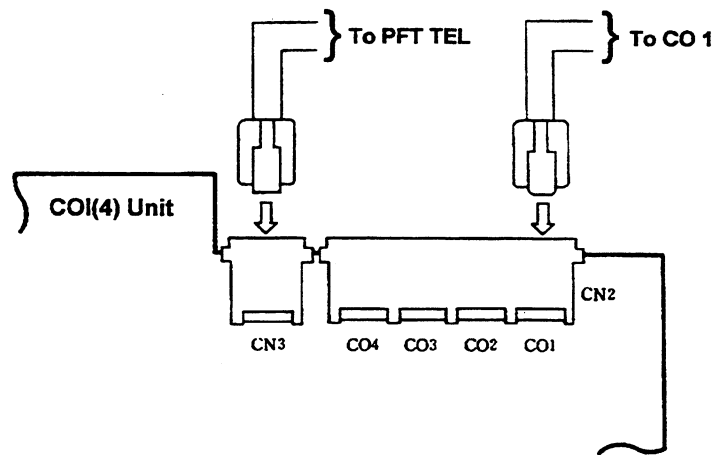 To PFT TEL
To CO 1
COI(4) Unit
CN2
CN3
CO4
CO3
CO2
CO1